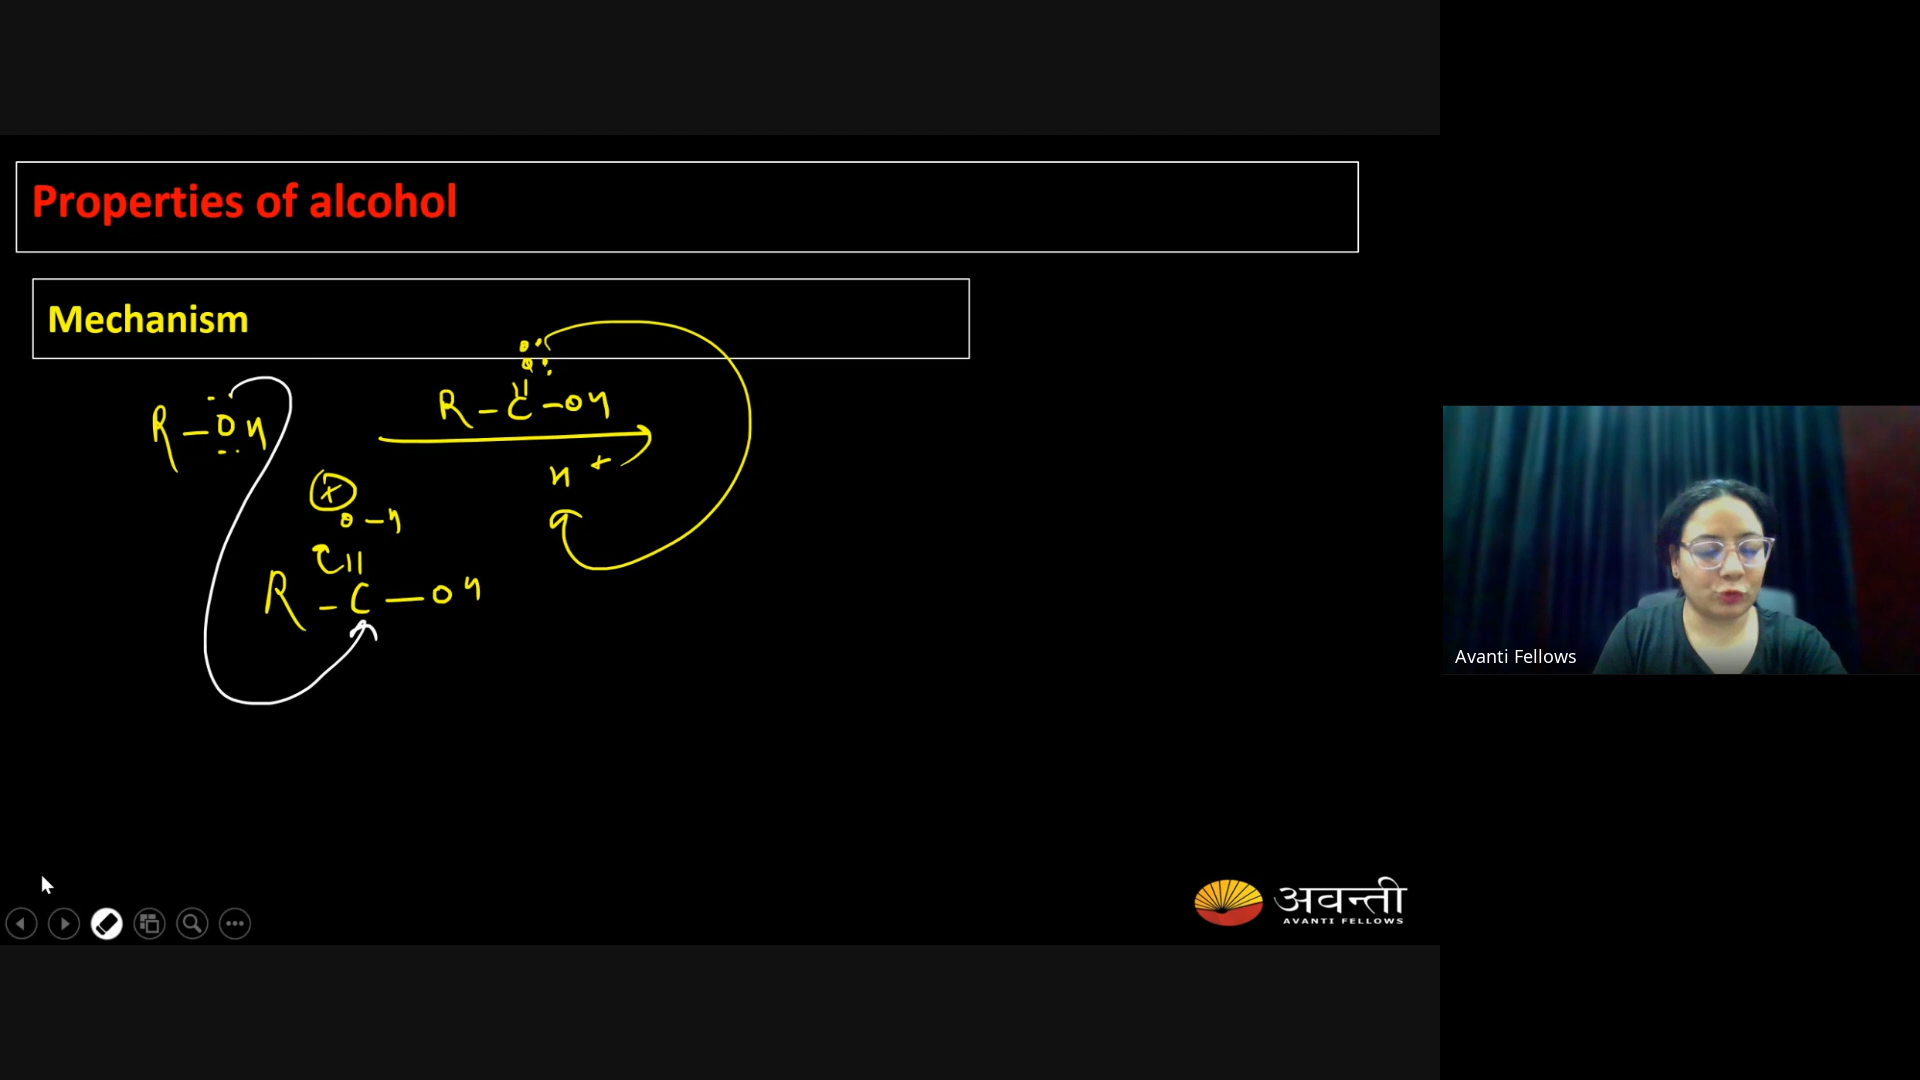 Properties of alcohol
Mechanism
R – C – OH
R – OH
H +
+
O – H
R – C — OH
Avanti Fellows
अवन्ती
AVANTI FELLOWS